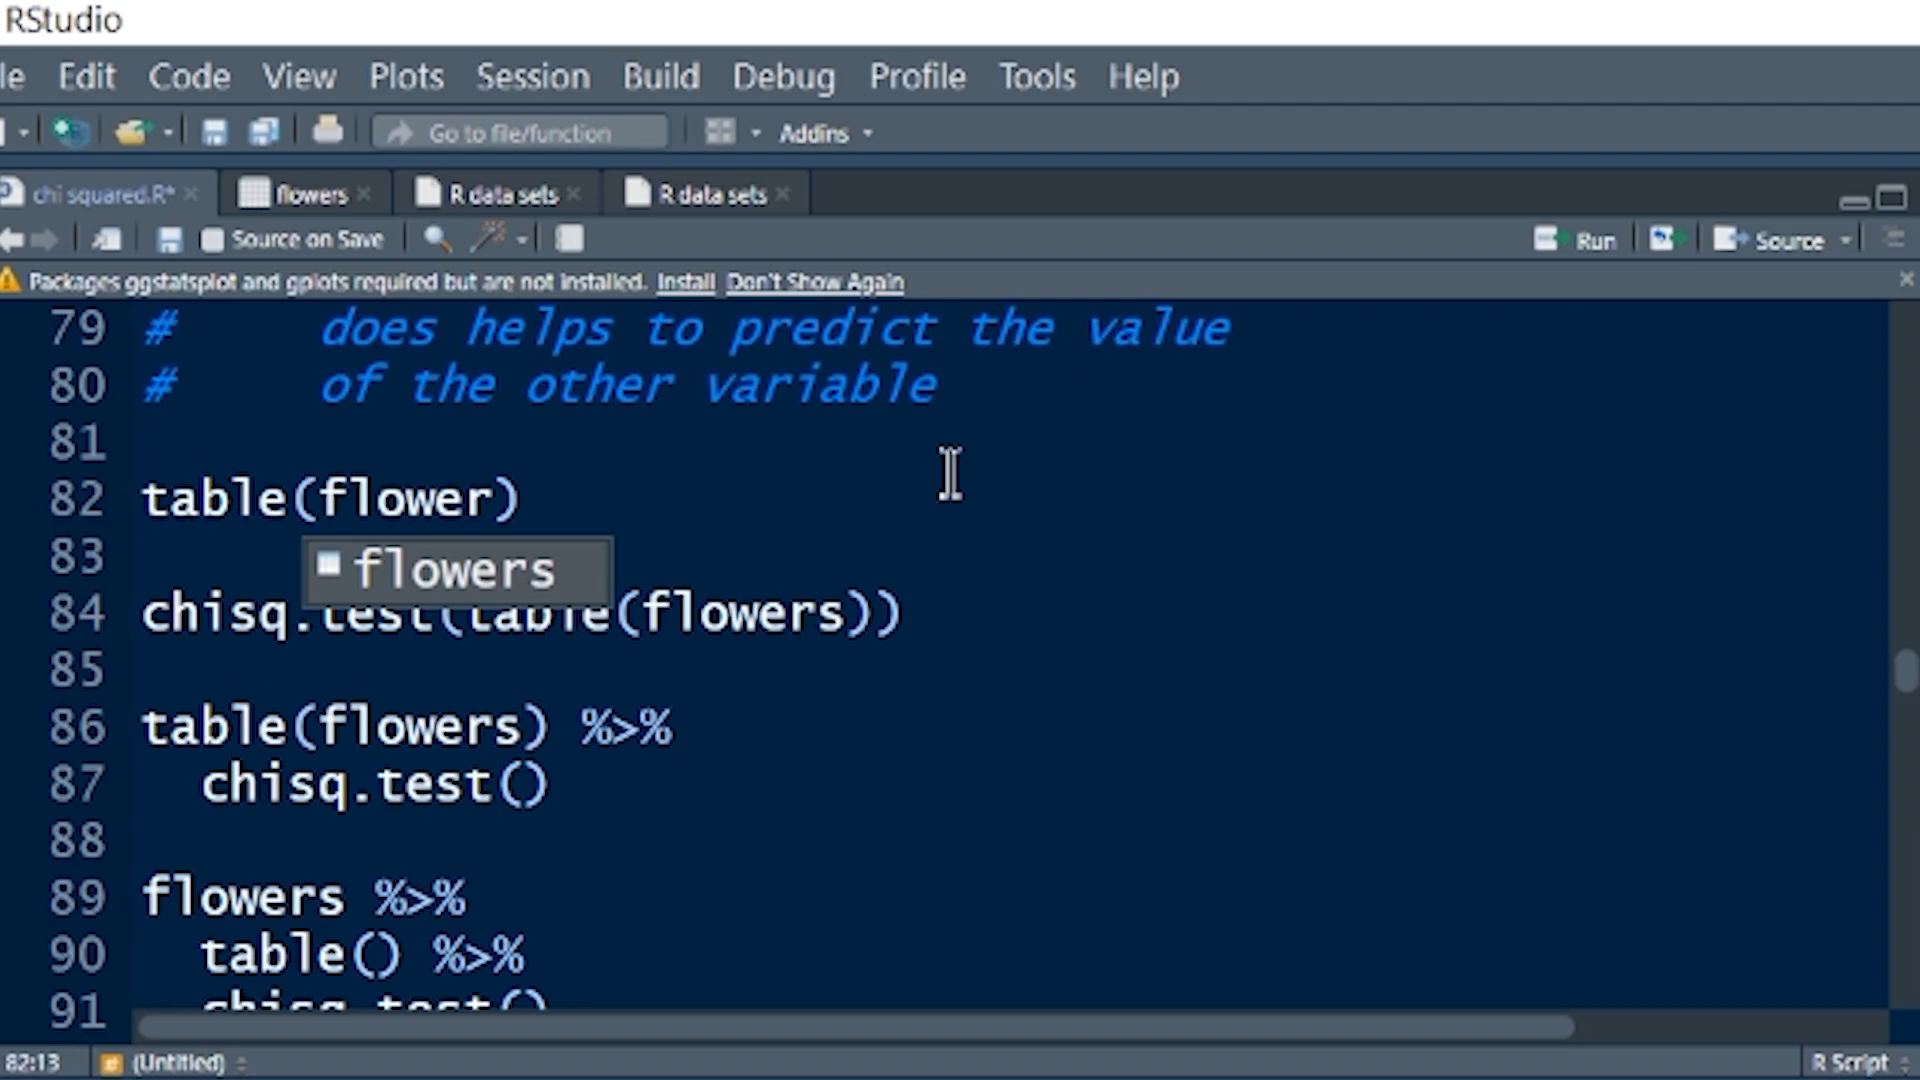 RStudio
le Edit Code View Plots Session Build Debug Profile Tools Help
Go to file/function Addins
chi squared.R* flowers R data sets R data sets
Source on Save Run Source
Packages ggstatsplot and gplots required but are not installed. Install Don't Show Again
79 # does helps to predict the value
80 # of the other variable
81
82 table(flower)
83
flowers
84 chisq.test(table(flowers))
85
86 table(flowers) %>%
87 chisq.test()
88
89 flowers %>%
90 table() %>%
91 chisq.test()
82:13 (Untitled) R Script